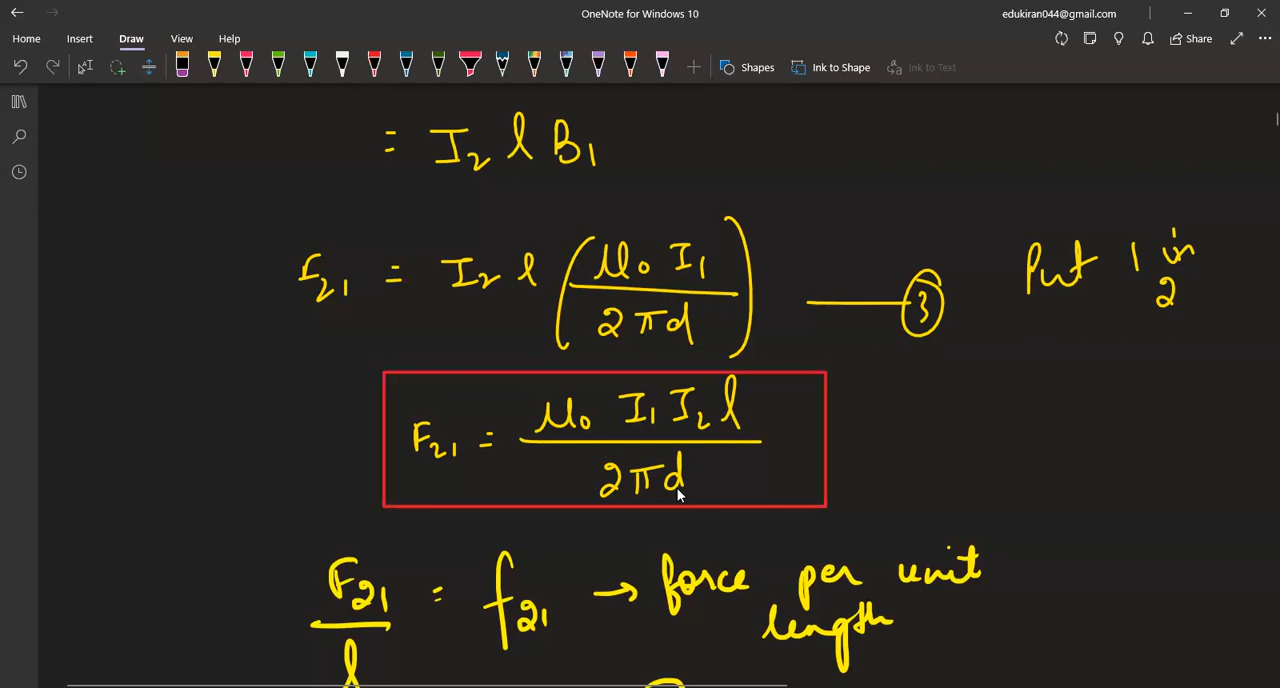 OneNote for Windows 10
edukiran044@gmail.com
Home Insert Draw View Help
Share
Shapes Ink to Shape Ink to Text
= I₂ l B₁
F₂₁ = I₂ l (μ₀ I₁ / 2πd) ③ Put 1 in
2
F₂₁ = μ₀ I₁ I₂ l / 2πd
F₂₁ / l = f₂₁ → force per unit
length